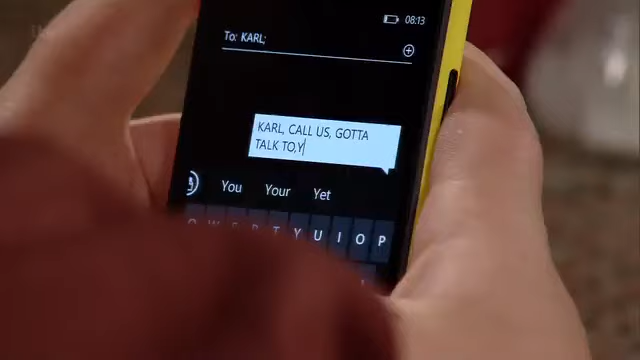 08:13
To: KARL;
KARL, CALL US, GOTTA
TALK TO,Y
You Your Yet
Y U I O P